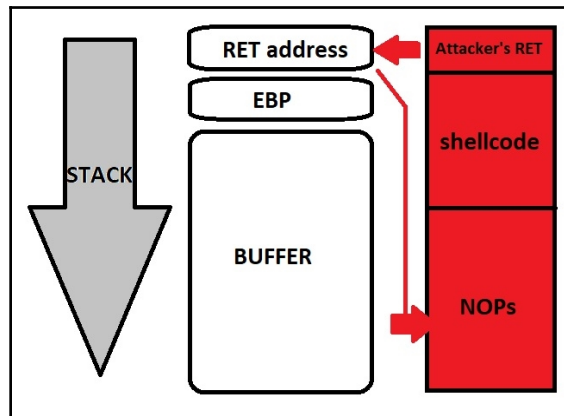 RET address
Attacker's RET
EBP
shellcode
STACK
BUFFER
NOPs